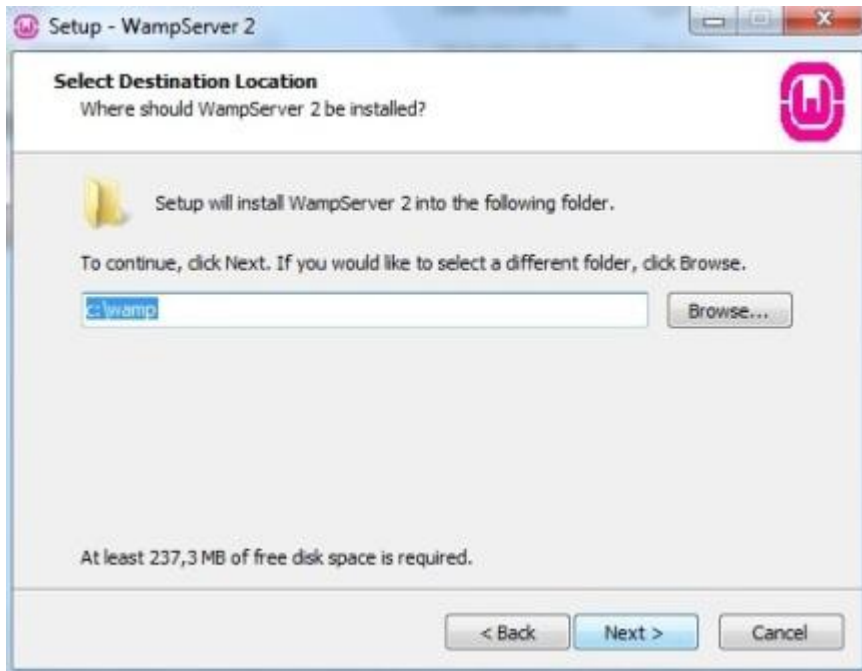 Setup - WampServer 2
Select Destination Location
Where should WampServer 2 be installed?
Setup will install WampServer 2 into the following folder.
To continue, click Next. If you would like to select a different folder, click Browse.
c:\wamp
Browse...
At least 237,3 MB of free disk space is required.
< Back
Next >
Cancel